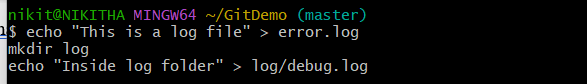 nikit@NIKITHA MINGW64 ~/GitDemo (master)
$ echo "This is a log file" > error.log
mkdir log
echo "Inside log folder" > log/debug.log